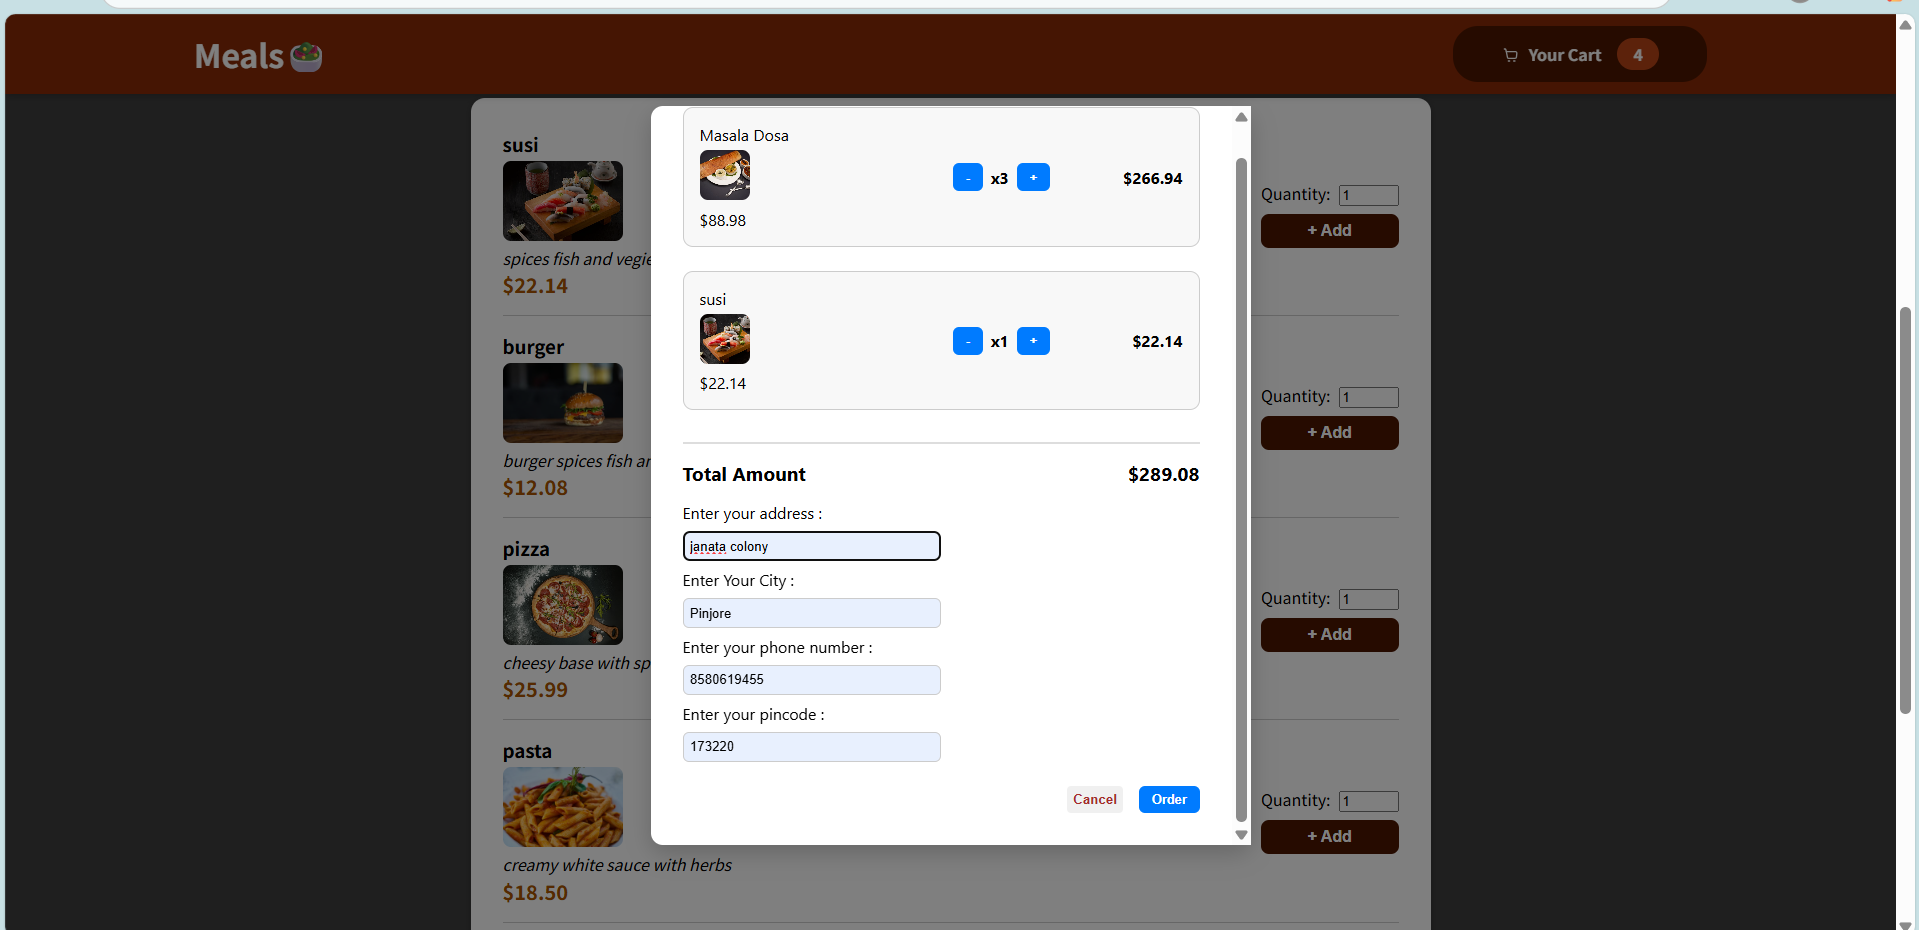 Meals
Your Cart 4
susi
spices fish and vegie
$22.14
Quantity: 1
+ Add
burger
burger spices fish
$12.08
Quantity: 1
+ Add
pizza
cheesy base with sp
$25.99
Quantity: 1
+ Add
pasta
creamy white sauce with herbs
$18.50
Quantity: 1
+ Add
Masala Dosa
- x3 + $266.94
$88.98
susi
- x1 + $22.14
$22.14
Total Amount $289.08
Enter your address :
janata colony
Enter Your City :
Pinjore
Enter your phone number :
8580619455
Enter your pincode :
173220
Cancel Order